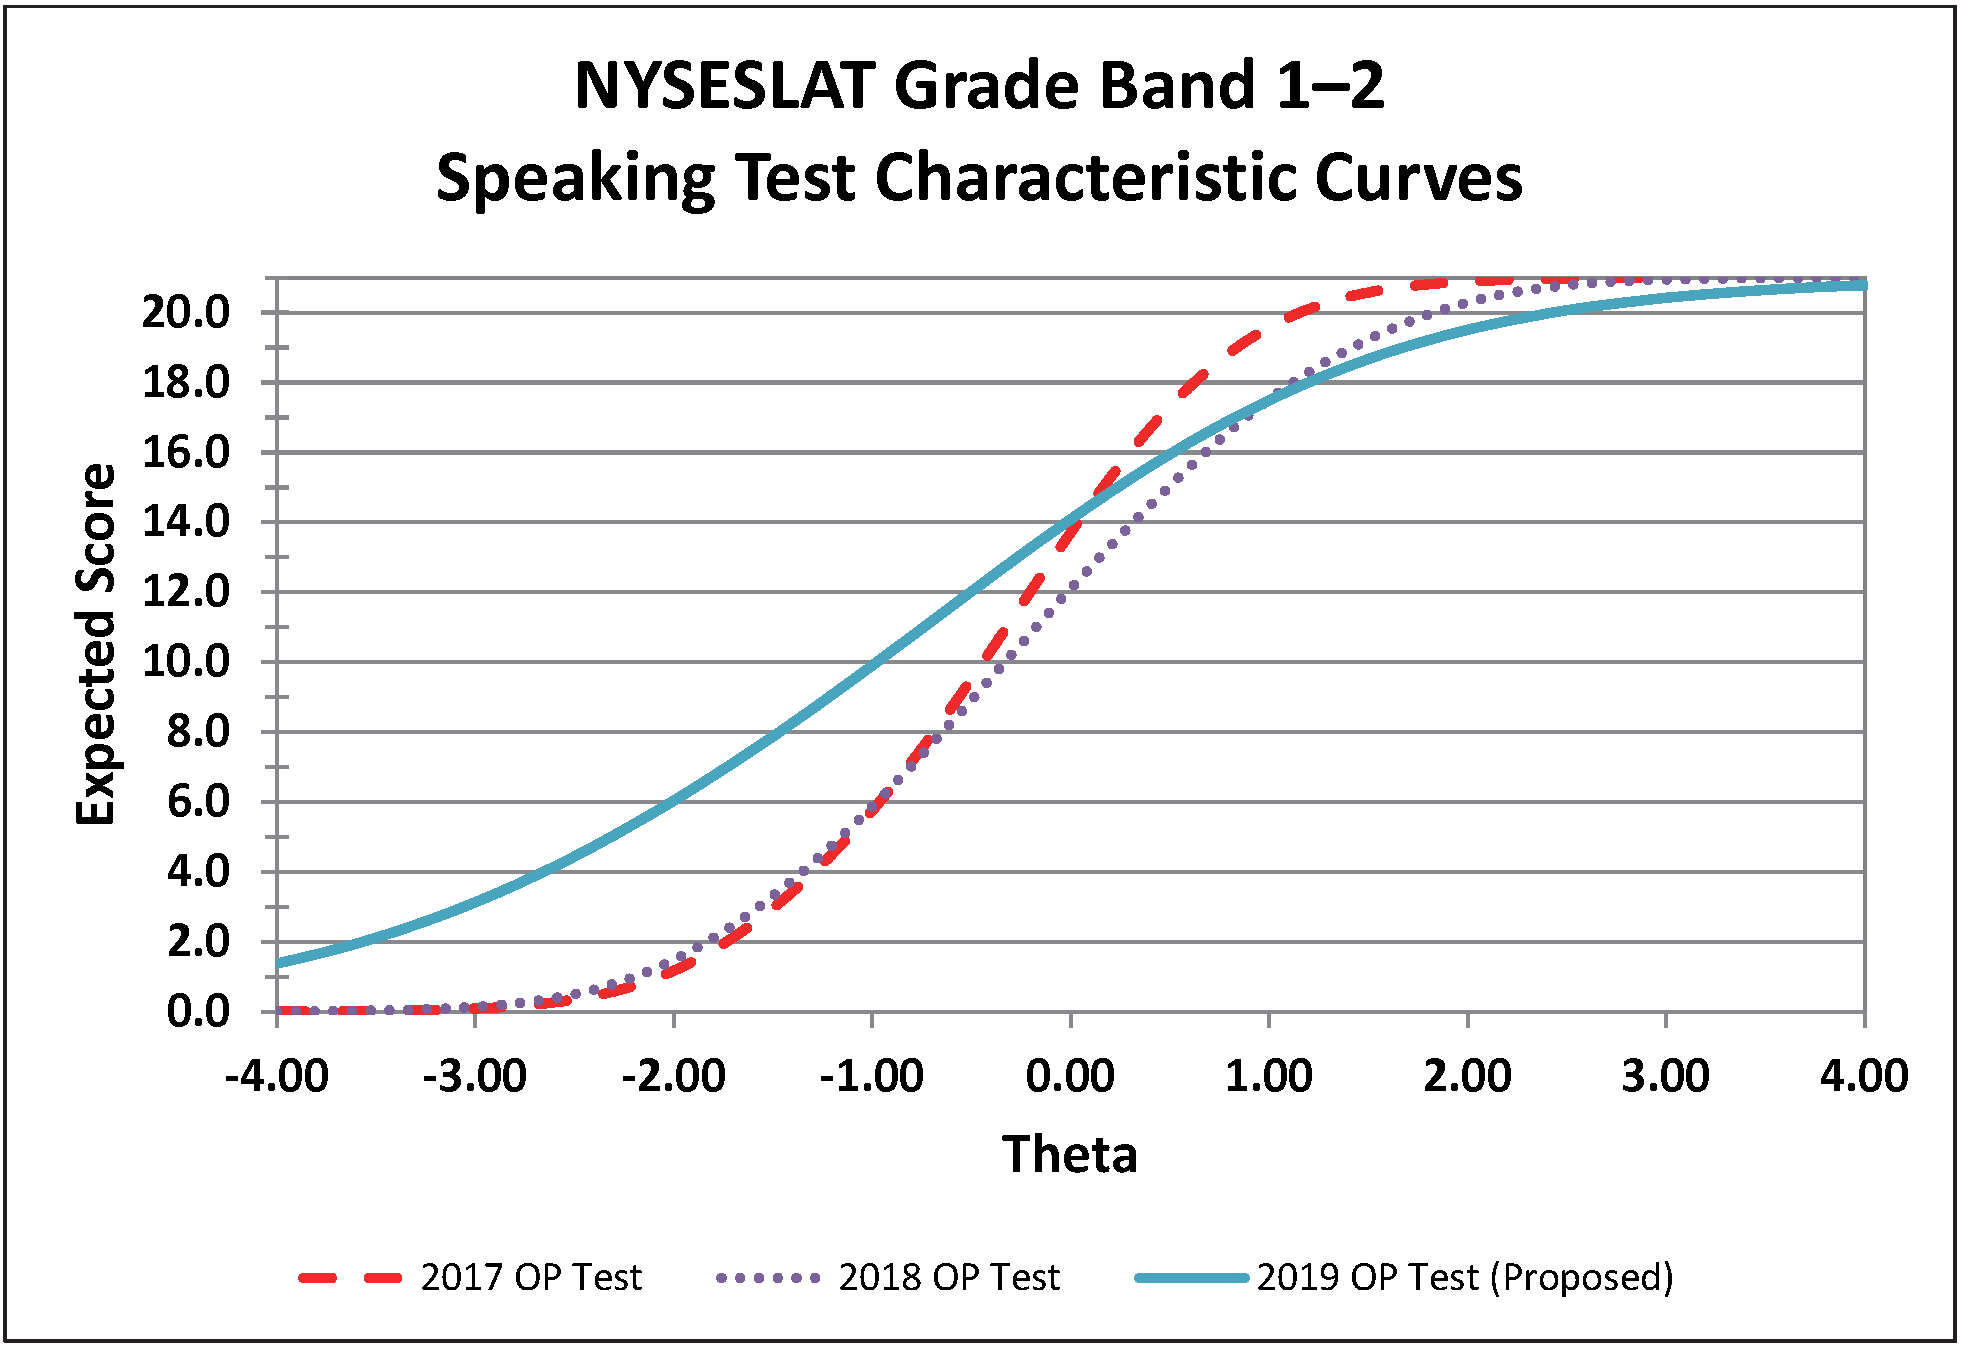 NYSESLAT Grade Band 1–2
Speaking Test Characteristic Curves
Expected Score
20.0
18.0
16.0
14.0
12.0
10.0
8.0
6.0
4.0
2.0
0.0
-4.00 -3.00 -2.00 -1.00 0.00 1.00 2.00 3.00 4.00
Theta
2017 OP Test 2018 OP Test 2019 OP Test (Proposed)